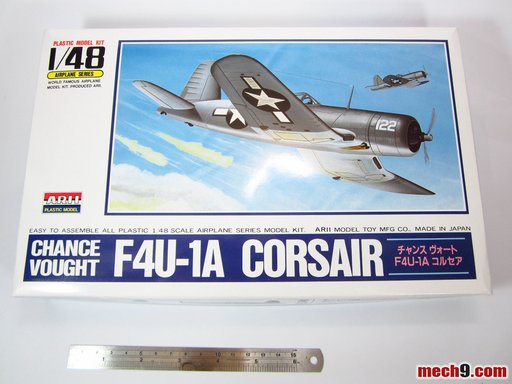 PLASTIC MODEL KIT
1/48
AIRPLANE SERIES
WORLD FAMOUS AIRPLANE
MODEL KIT. PRODUCED ARII.
122
ARII
PLASTIC MODEL
EASY TO ASSEMBLE ALL PLASTIC 1:48 SCALE AIRPLANE SERIES MODEL KIT. ARII MODEL TOY MFG CO., MADE IN JAPAN
CHANCE VOUGHT
F4U-1A CORSAIR
チャンス ヴォート
F4U-1A コルセア
mech9.com